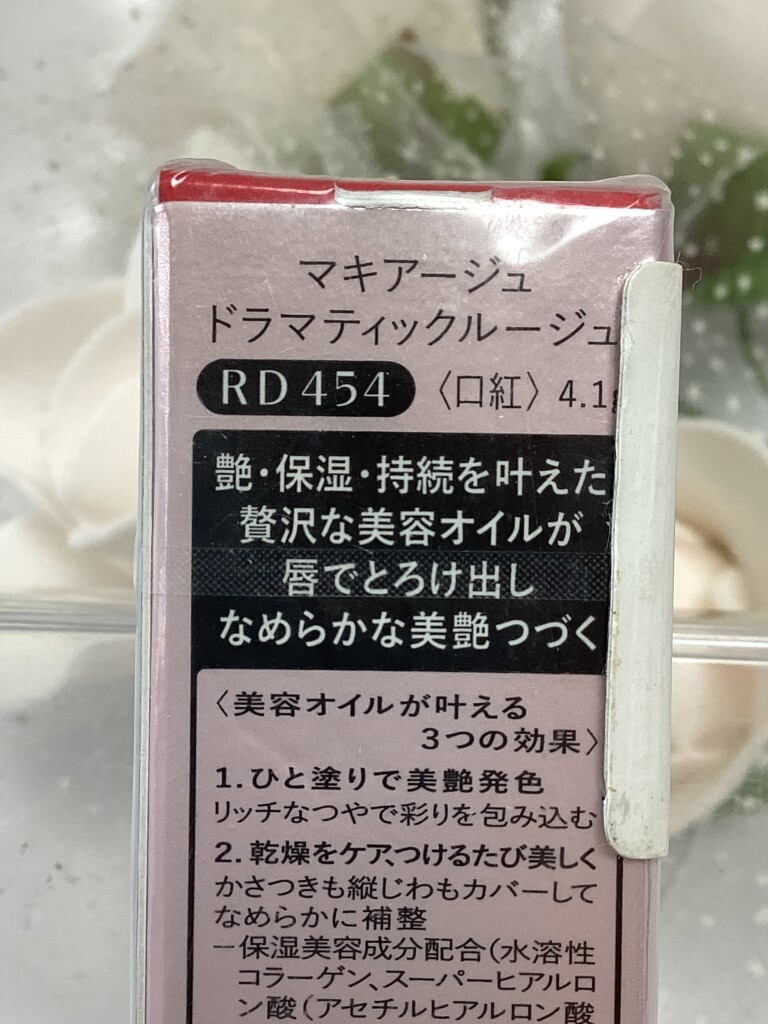 マキアージュ
ドラマティックルージュ
RD 454 〈口紅〉 4.1g
艶・保湿・持続を叶えた
贅沢な美容オイルが
唇でとろけ出し
なめらかな美艶つづく
〈美容オイルが叶える
3つの効果〉
1.ひと塗りで美艶発色
リッチなつやで彩りを包み込む
2.乾燥をケア、つけるたび美しく
かさつきも縦じわもカバーして
なめらかに補整
ー保湿美容成分配合(水溶性
コラーゲン、スーパーヒアルロ
ン酸(アセチルヒアルロン酸